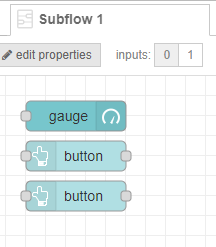 Subflow 1
edit properties inputs: 0 1
gauge
button
button